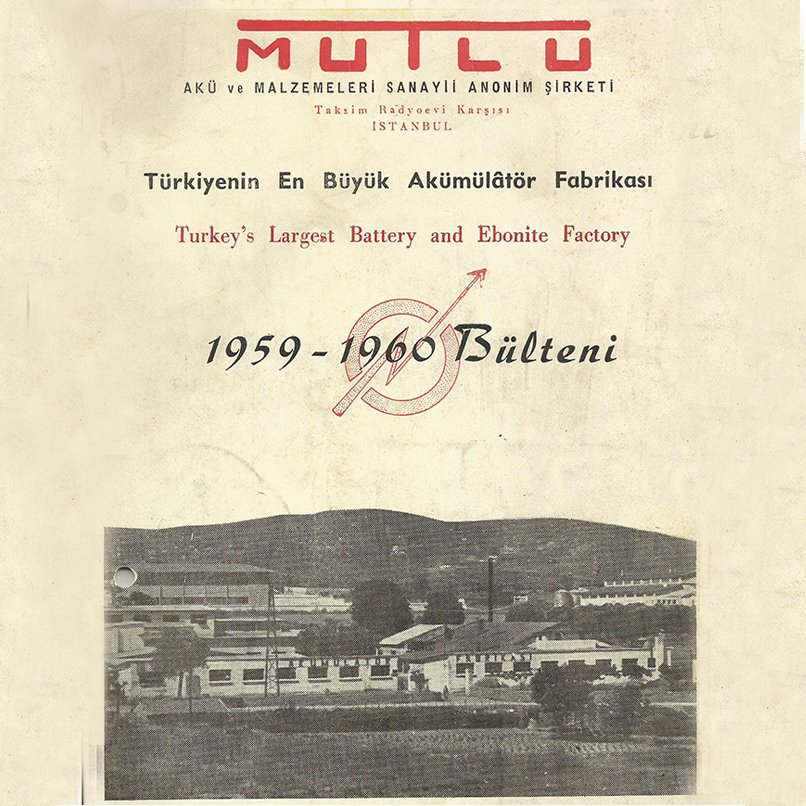 MUTLU
AKÜ ve MALZEMELERİ SANAYİİ ANONİM ŞİRKETİ
Taksim Radyoevi Karşısı
İSTANBUL
Türkiyenin En Büyük Akümülâtör Fabrikası
Turkey's Largest Battery and Ebonite Factory
1959-1960 Bülteni